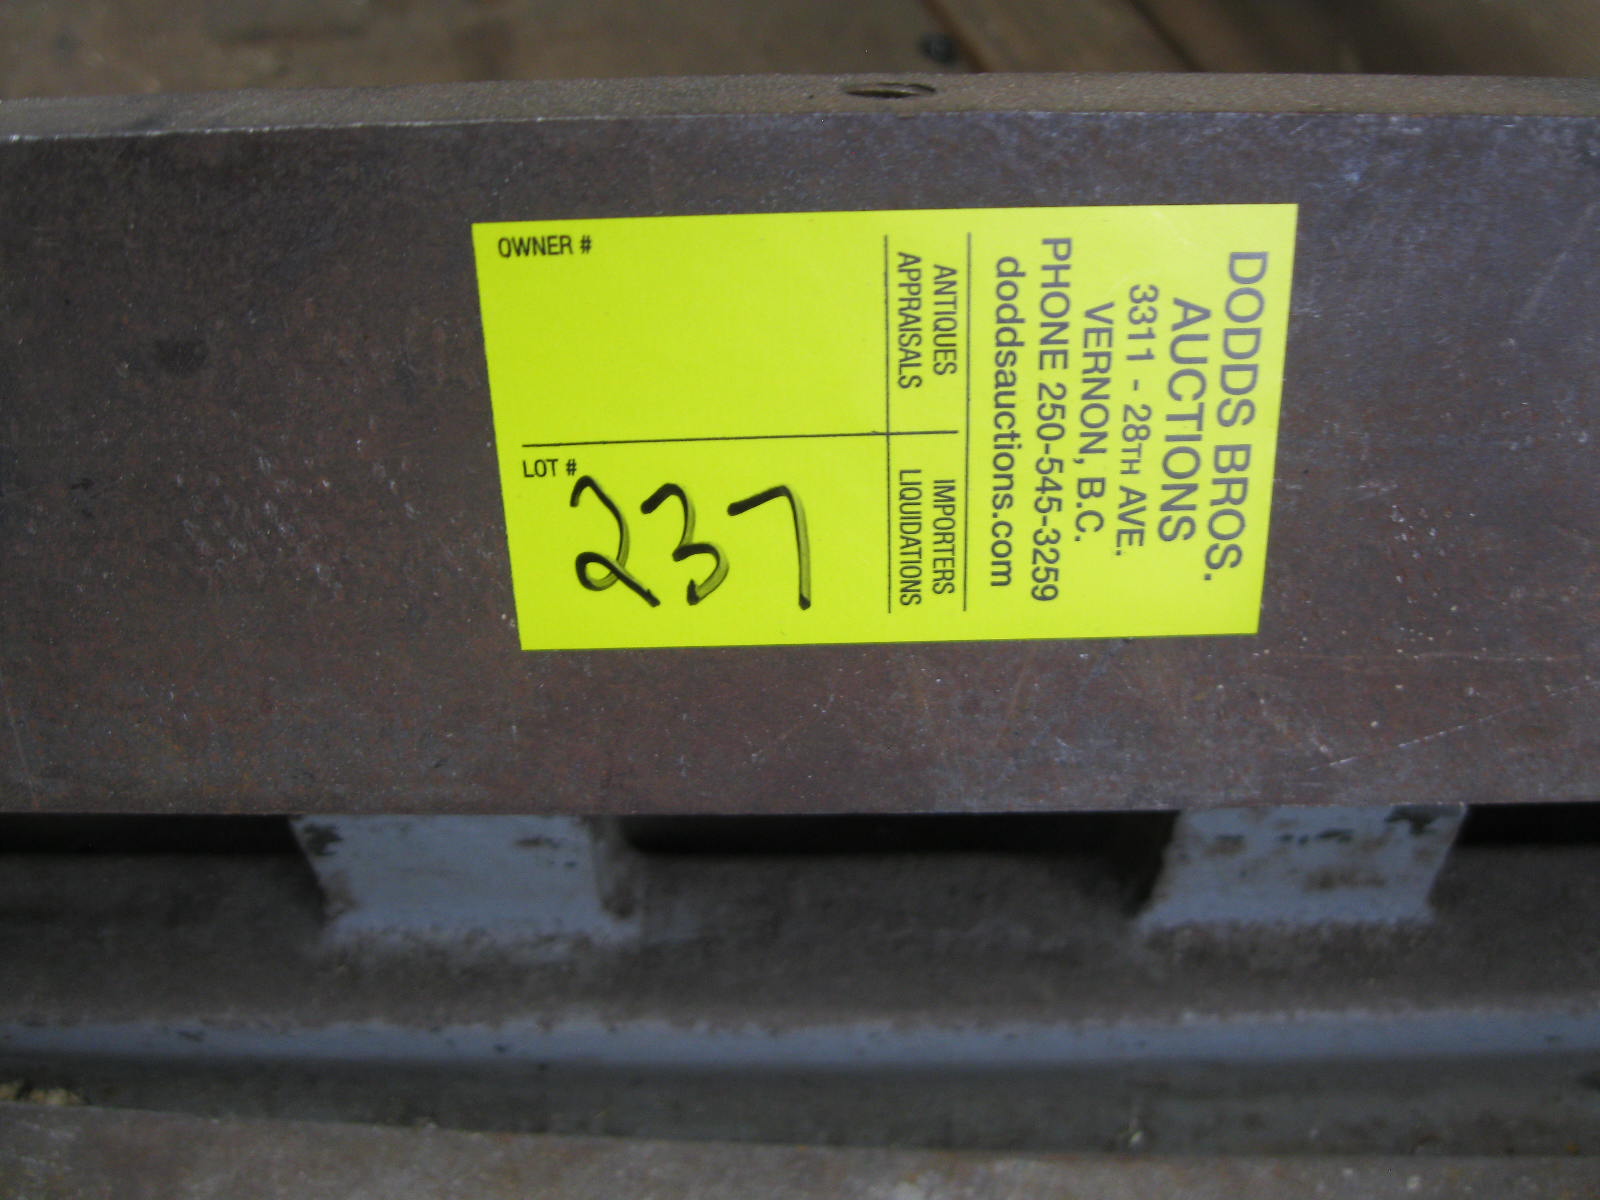 DODDS BROS.
AUCTIONS
3311 - 28TH AVE.
VERNON, B.C.
PHONE 250-545-3259
doddsauctions.com
ANTIQUES IMPORTERS
APPRAISALS LIQUIDATIONS
OWNER #
LOT #
237